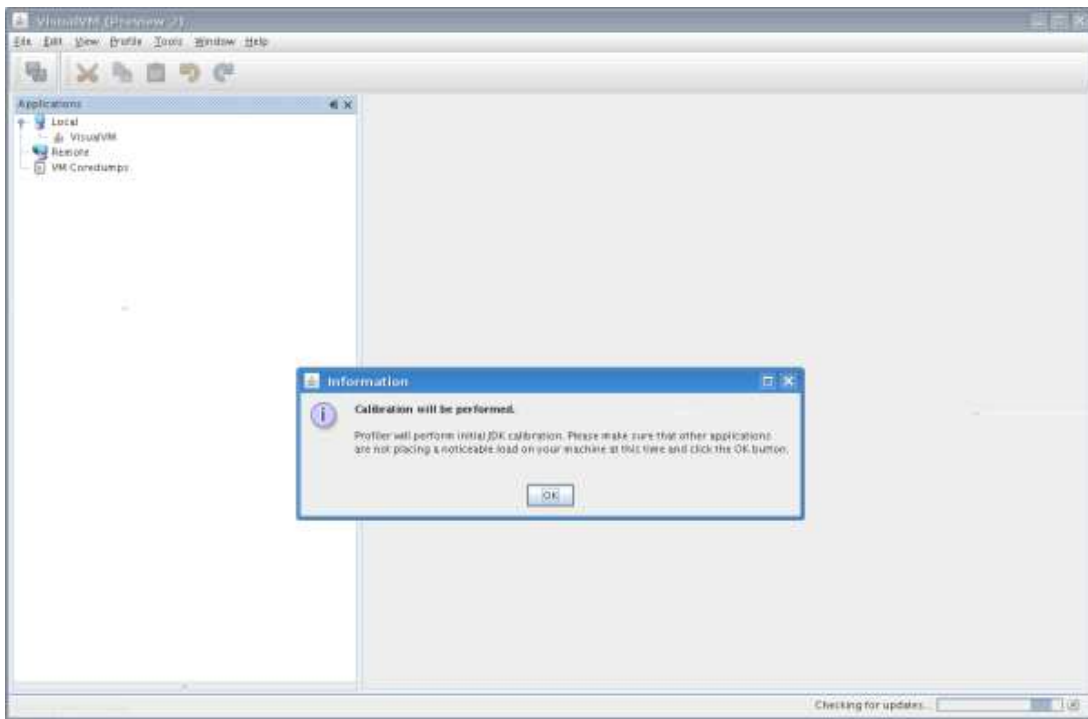 VisualVM (Preview 2)
File Edit View Profile Tools Window Help
Applications
Local
VisualVM
Remote
VM Coredumps
Information
Calibration will be performed.
Profiler will perform initial JDK calibration. Please make sure that other applications
are not placing a noticeable load on your machine at this time and click the OK button.
OK
Checking for updates...